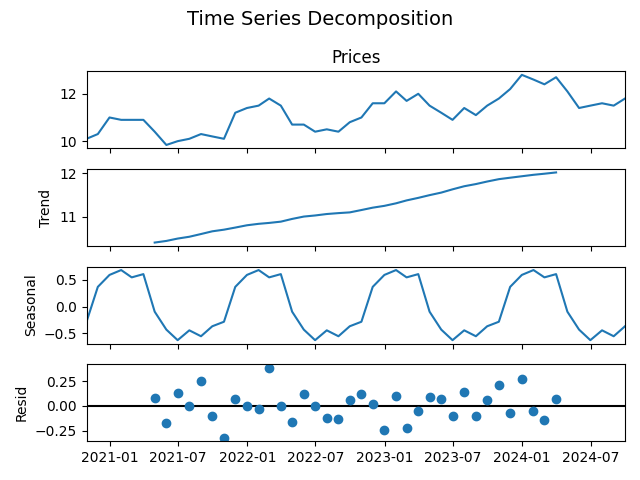 Time Series Decomposition
Prices
12
10
Trend
12
11
Seasonal
0.5
0.0
−0.5
Resid
0.25
0.00
−0.25
2021-01 2021-07 2022-01 2022-07 2023-01 2023-07 2024-01 2024-07